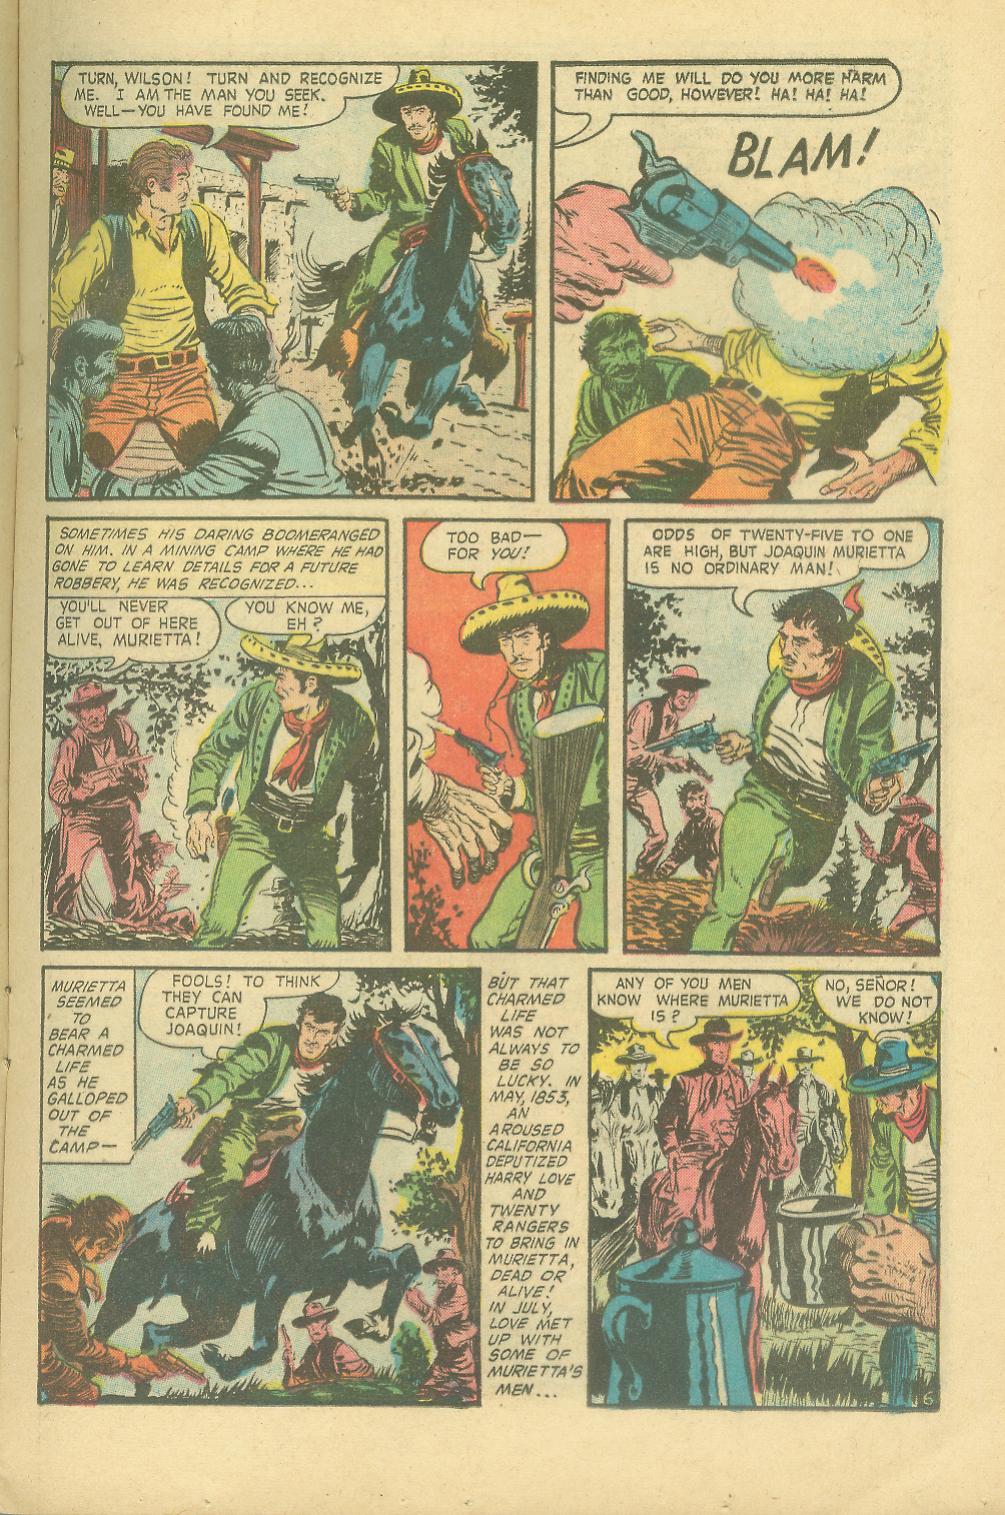 TURN, WILSON! TURN AND RECOGNIZE
ME. I AM THE MAN YOU SEEK.
WELL—YOU HAVE FOUND ME!
FINDING ME WILL DO YOU MORE HARM
THAN GOOD, HOWEVER! HA! HA! HA!
BLAM!
SOMETIMES HIS DARING BOOMERANGED
ON HIM. IN A MINING CAMP WHERE HE HAD
GONE TO LEARN DETAILS FOR A FUTURE
ROBBERY, HE WAS RECOGNIZED...
YOU'LL NEVER
GET OUT OF HERE
ALIVE, MURIETTA!
YOU KNOW ME,
EH?
TOO BAD—
FOR YOU!
ODDS OF TWENTY-FIVE TO ONE
ARE HIGH, BUT JOAQUIN MURIETTA
IS NO ORDINARY MAN!
MURIETTA
SEEMED
TO
BEAR A
CHARMED
LIFE
AS HE
GALLOPED
OUT OF
THE
CAMP—
FOOLS! TO THINK
THEY CAN
CAPTURE
JOAQUIN!
BUT THAT
CHARMED
LIFE
WAS NOT
ALWAYS TO
BE SO
LUCKY. IN
MAY, 1853,
AN
AROUSED
CALIFORNIA
DEPUTIZED
HARRY LOVE
AND
TWENTY
RANGERS
TO BRING IN
MURIETTA,
DEAD OR
ALIVE!
IN JULY,
LOVE MET
UP WITH
SOME OF
MURIETTA'S
MEN...
ANY OF YOU MEN
KNOW WHERE MURIETTA
IS?
NO, SEÑOR!
WE DO NOT
KNOW!
6